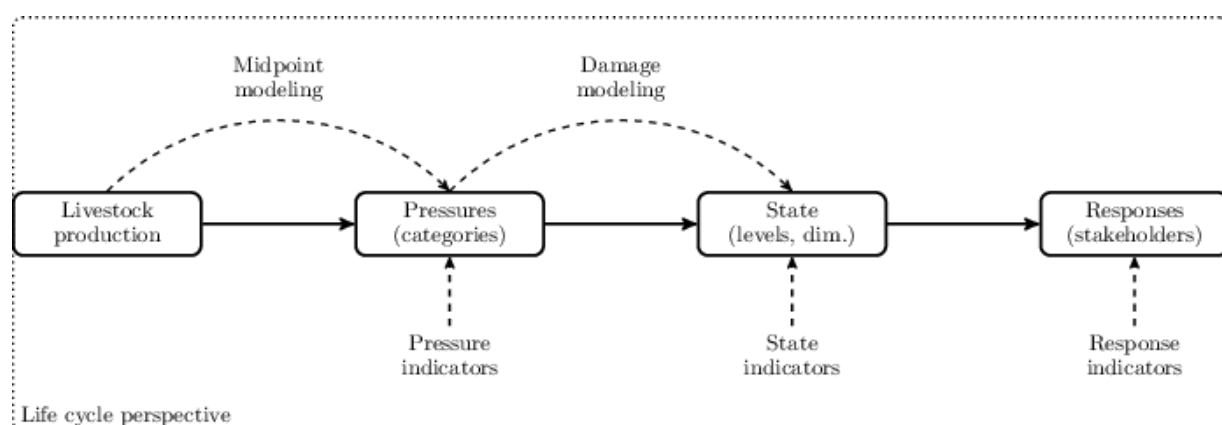 Midpoint
modeling
Damage
modeling
Livestock
production
Pressures
(categories)
State
(levels, dim.)
Responses
(stakeholders)
Pressure
indicators
State
indicators
Response
indicators
Life cycle perspective